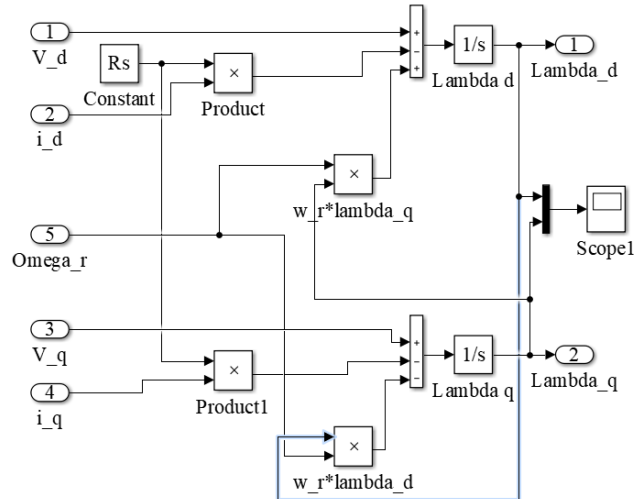 1
V_d
Rs
Constant
×
Product
+
−
+
1/s
Lambda d
1
Lambda_d
2
i_d
×
w_r*lambda_q
5
Omega_r
Scope1
3
V_q
4
i_q
×
Product1
+
−
−
1/s
Lambda q
2
Lambda_q
×
w_r*lambda_d